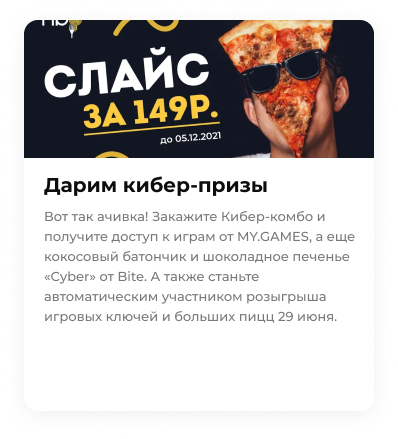 СЛАЙС
ЗА 149Р.
до 05.12.2021
Дарим кибер-призы
Вот так ачивка! Закажите Кибер-комбо и
получите доступ к играм от MY.GAMES, а еще
кокосовый батончик и шоколадное печенье
«Cyber» от Bite. А также станьте
автоматическим участником розыгрыша
игровых ключей и больших пицц 29 июня.